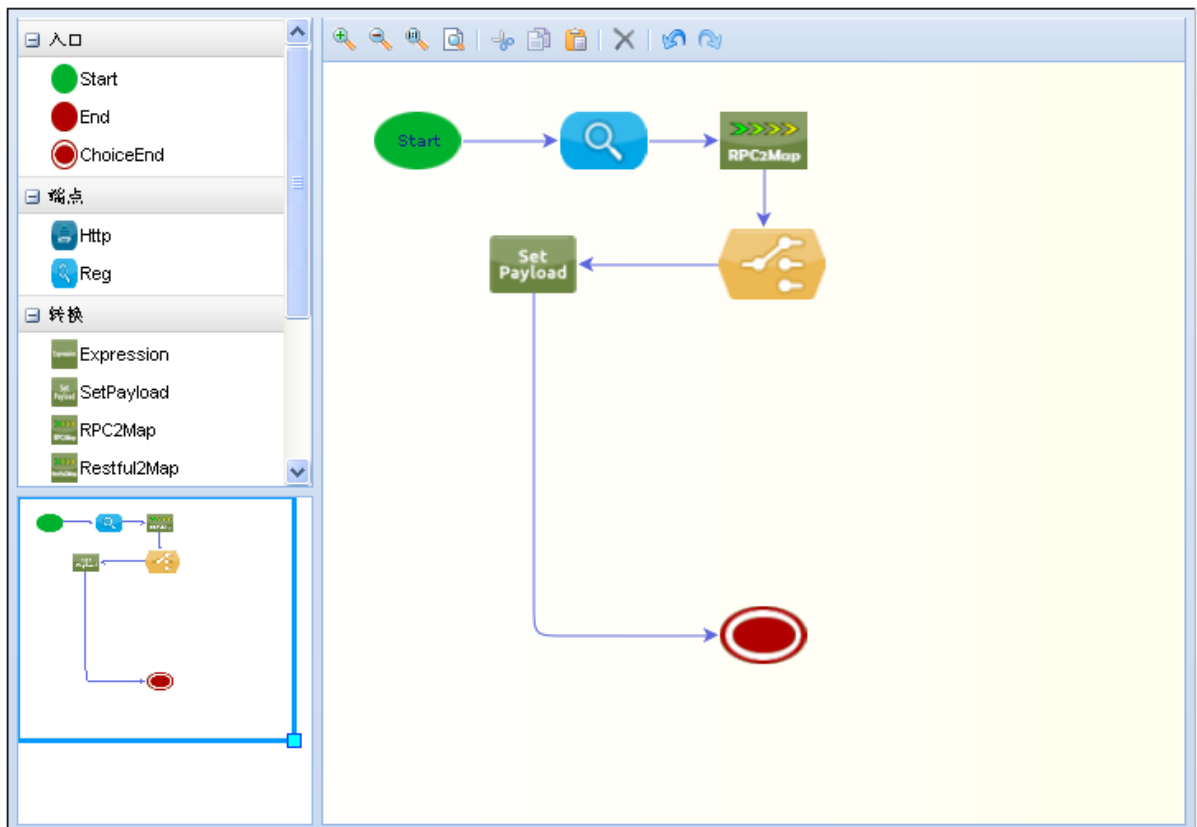 入口
Start
End
ChoiceEnd
端点
Http
Reg
转换
Expression
SetPayload
RPC2Map
Restful2Map
Start
RPC2Map
Set
Payload